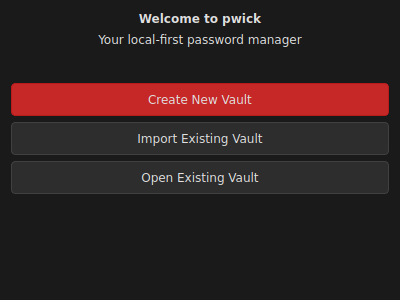 Welcome to pwick
Your local-first password manager
Create New Vault
Import Existing Vault
Open Existing Vault